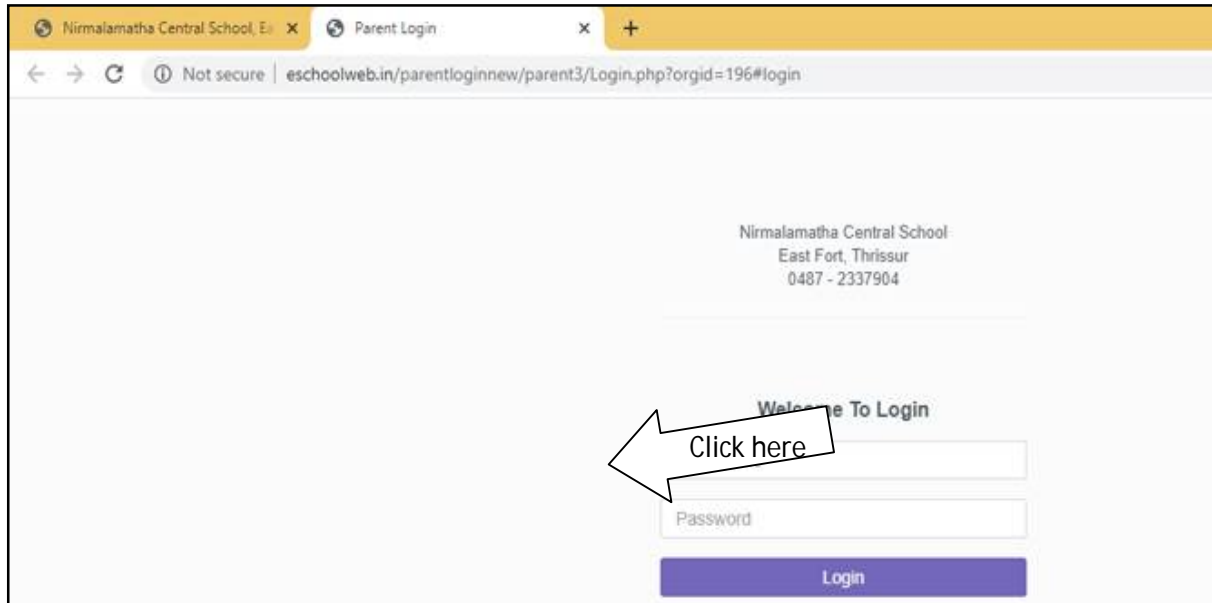 Nirmalamatha Central School, Ea
Parent Login
Not secure | eschoolweb.in/parentloginnew/parent3/Login.php?orgid=196#login
Nirmalamatha Central School
East Fort, Thrissur
0487 - 2337904
Welcome To Login
Click here
Password
Login